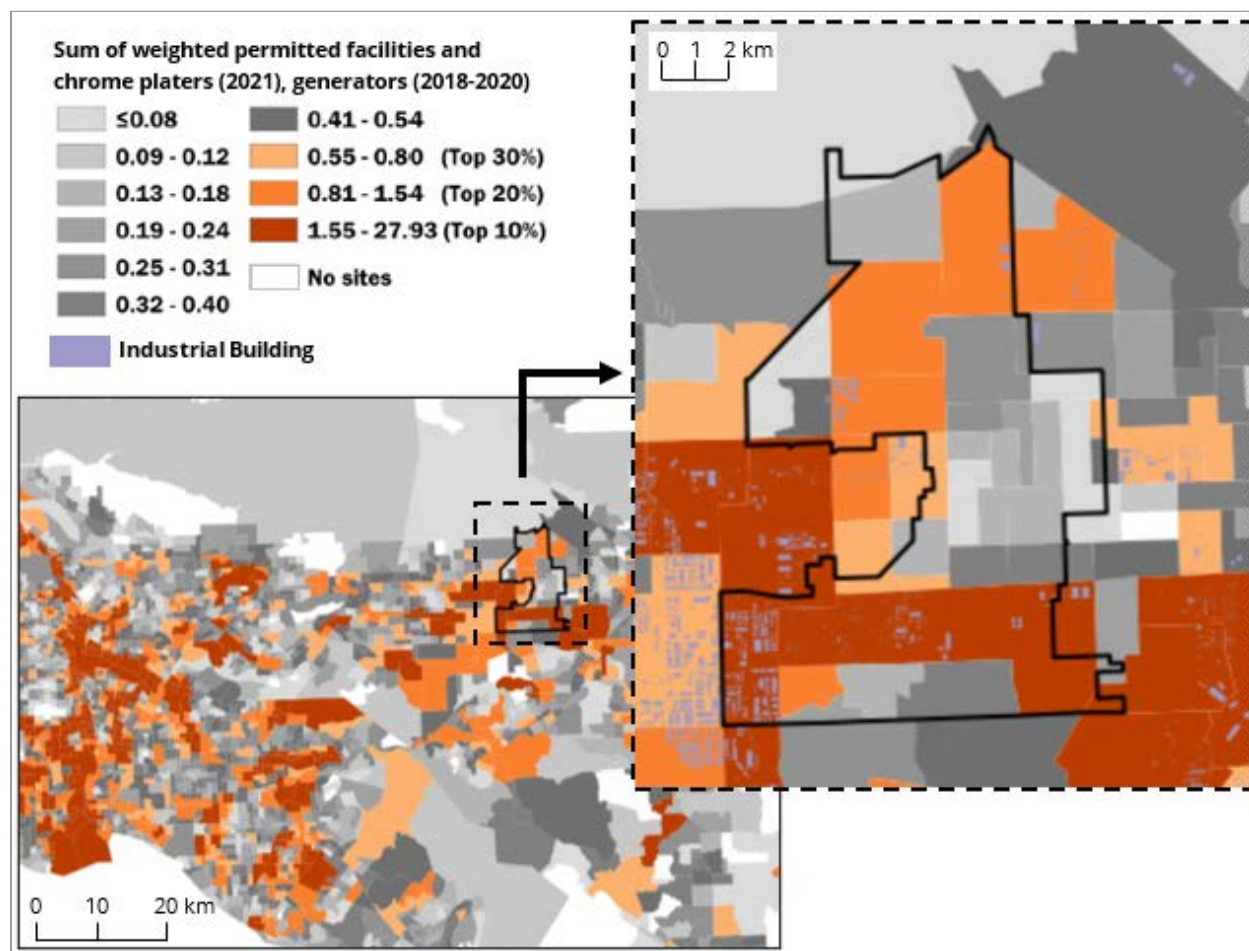 Sum of weighted permitted facilities and
chrome platers (2021), generators (2018-2020)
≤0.08
0.09 - 0.12
0.13 - 0.18
0.19 - 0.24
0.25 - 0.31
0.32 - 0.40
0.41 - 0.54
0.55 - 0.80 (Top 30%)
0.81 - 1.54 (Top 20%)
1.55 - 27.93 (Top 10%)
No sites
Industrial Building
0 1 2 km
0 10 20 km